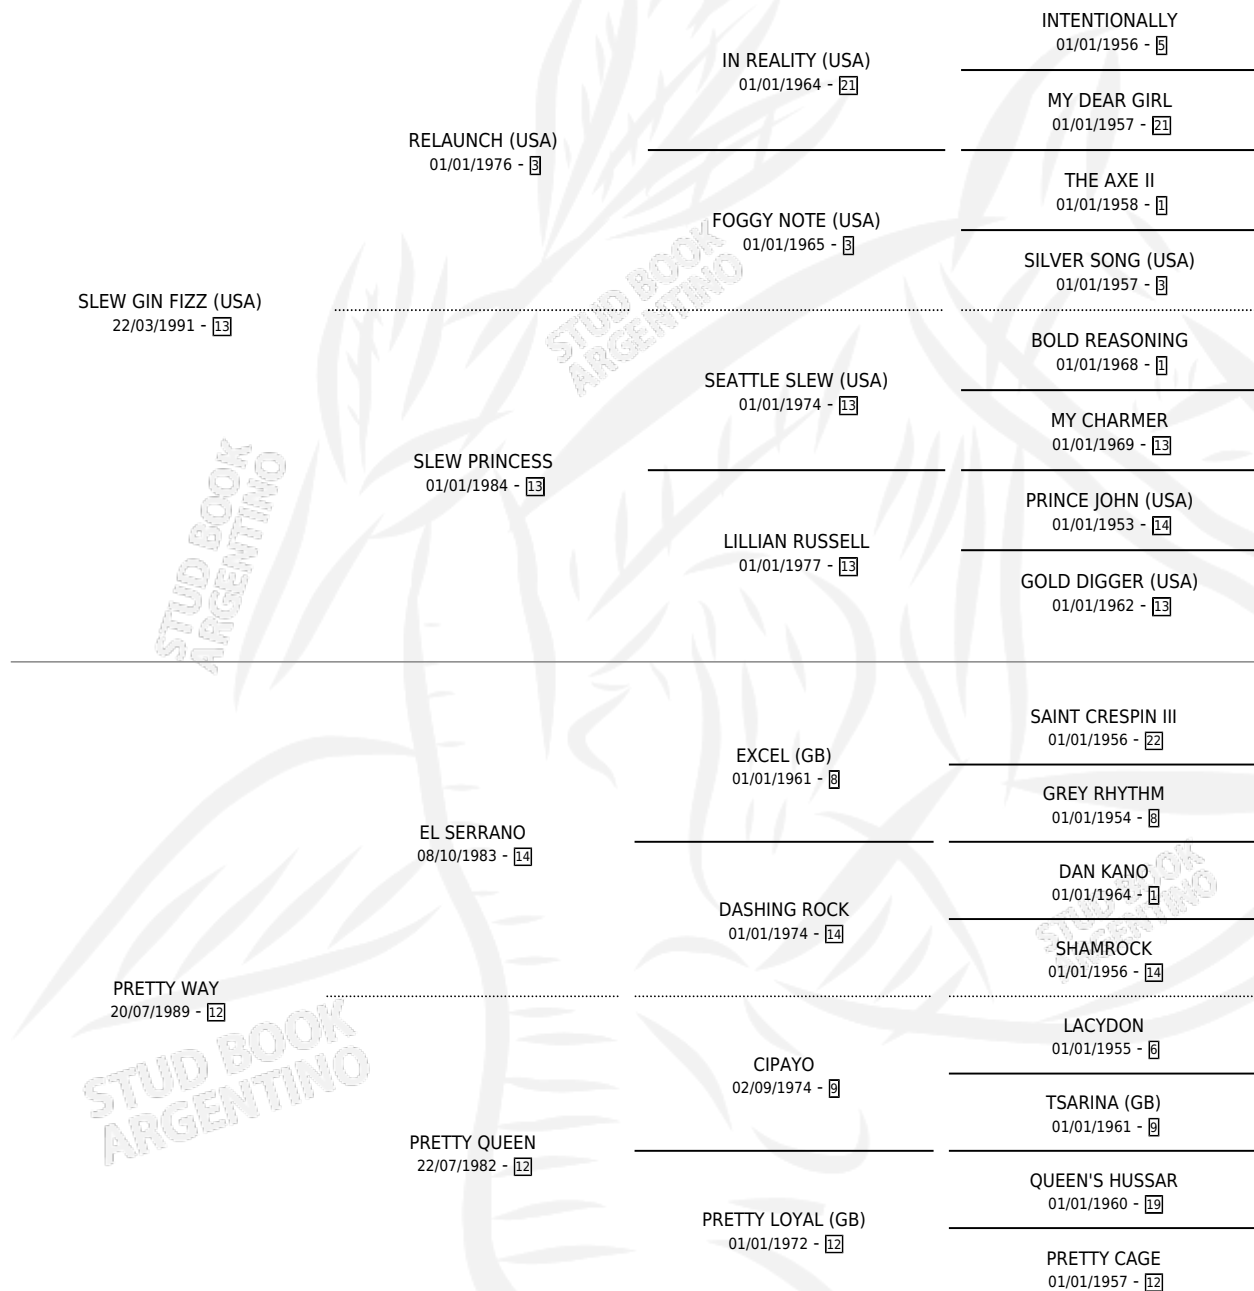 INTENTIONALLY
01/01/1956 - 5
IN REALITY (USA)
01/01/1964 - 21
MY DEAR GIRL
01/01/1957 - 21
RELAUNCH (USA)
01/01/1976 - 3
THE AXE II
01/01/1958 - 1
FOGGY NOTE (USA)
01/01/1965 - 3
SILVER SONG (USA)
01/01/1957 - 3
SLEW GIN FIZZ (USA)
22/03/1991 - 13
BOLD REASONING
01/01/1968 - 1
SEATTLE SLEW (USA)
01/01/1974 - 13
MY CHARMER
01/01/1969 - 13
SLEW PRINCESS
01/01/1984 - 13
PRINCE JOHN (USA)
01/01/1953 - 14
LILLIAN RUSSELL
01/01/1977 - 13
GOLD DIGGER (USA)
01/01/1962 - 13
SAINT CRESPIN III
01/01/1956 - 22
EXCEL (GB)
01/01/1961 - 8
GREY RHYTHM
01/01/1954 - 8
EL SERRANO
08/10/1983 - 14
DAN KANO
01/01/1964 - 1
DASHING ROCK
01/01/1974 - 14
SHAMROCK
01/01/1956 - 14
PRETTY WAY
20/07/1989 - 12
LACYDON
01/01/1955 - 6
CIPAYO
02/09/1974 - 9
TSARINA (GB)
01/01/1961 - 9
PRETTY QUEEN
22/07/1982 - 12
QUEEN'S HUSSAR
01/01/1960 - 19
PRETTY LOYAL (GB)
01/01/1972 - 12
PRETTY CAGE
01/01/1957 - 12
STUD BOOK
ARGENTINO
STUD BOOK
ARGENTINO
STUD BOOK
ARGENTINO
STUD BOOK
ARGENTINO